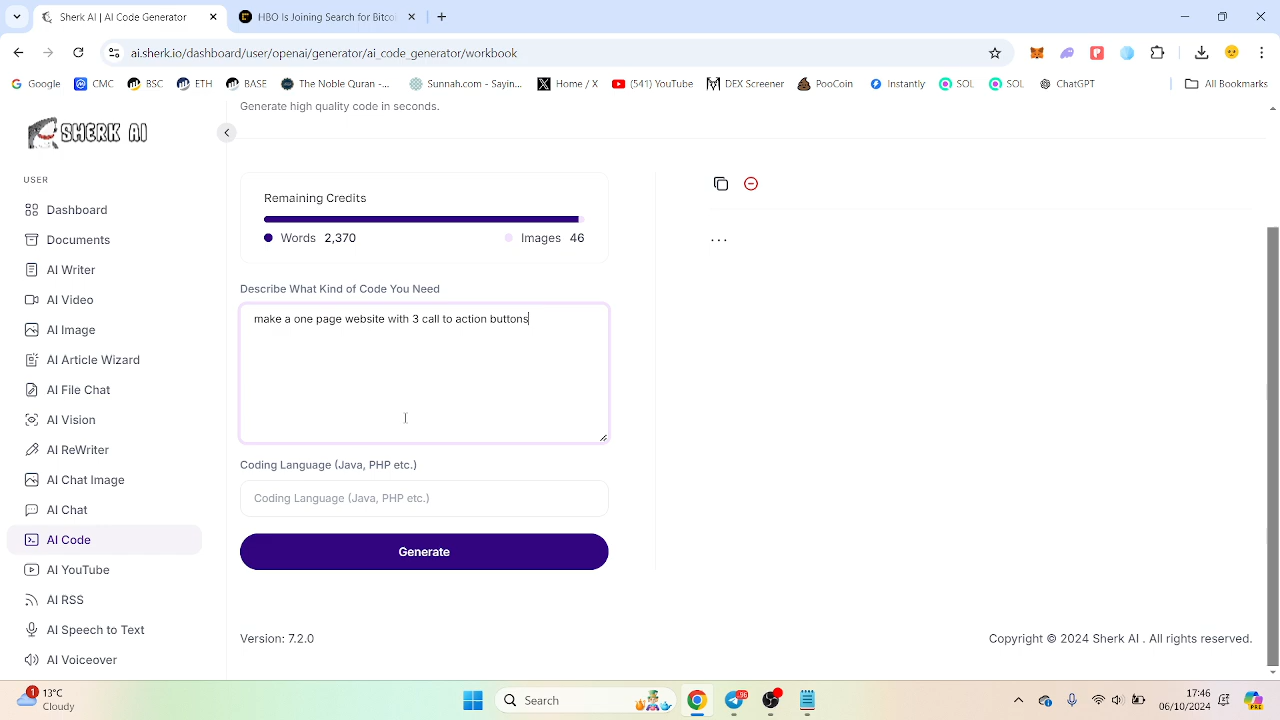 Sherk AI | AI Code Generator
HBO Is Joining Search for Bitco
ai.sherk.io/dashboard/user/openai/generator/ai_code_generator/workbook
Google
CMC
BSC
ETH
BASE
The Noble Quran -...
Sunnah.com - Sayin...
Home / X
(541) YouTube
DEX Screener
PooCoin
Instantly
SOL
SOL
ChatGPT
All Bookmarks
Generate high quality code in seconds.
SHERK AI
USER
Dashboard
Documents
AI Writer
AI Video
AI Image
AI Article Wizard
AI File Chat
AI Vision
AI ReWriter
AI Chat Image
AI Chat
AI Code
AI YouTube
AI RSS
AI Speech to Text
AI Voiceover
Remaining Credits
Words 2,370
Images 46
Describe What Kind of Code You Need
make a one page website with 3 call to action buttons
Coding Language (Java, PHP etc.)
Coding Language (Java, PHP etc.)
Generate
...
Version: 7.2.0
Copyright © 2024 Sherk AI . All rights reserved.
1
13°C
Cloudy
Search
96
17:46
06/10/2024